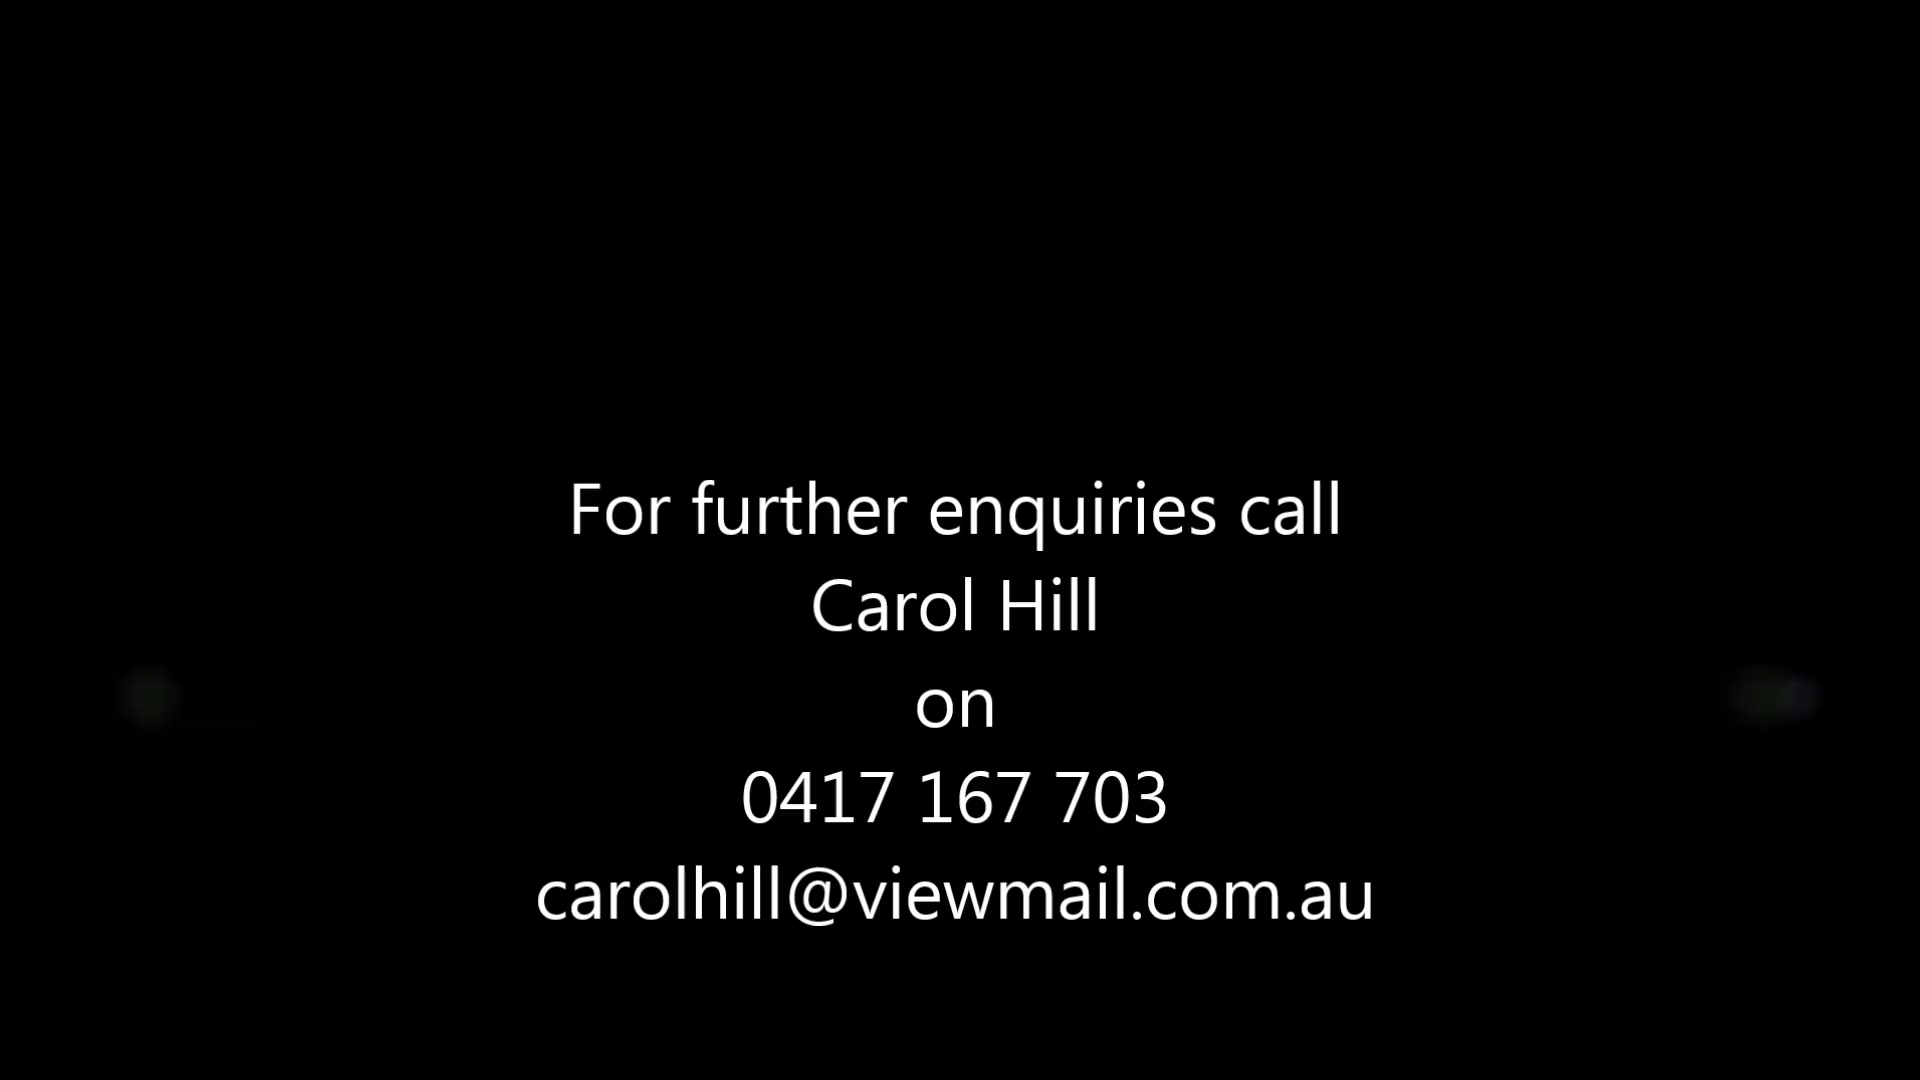 For further enquiries call
Carol Hill
on
0417 167 703
carolhill@viewmail.com.au